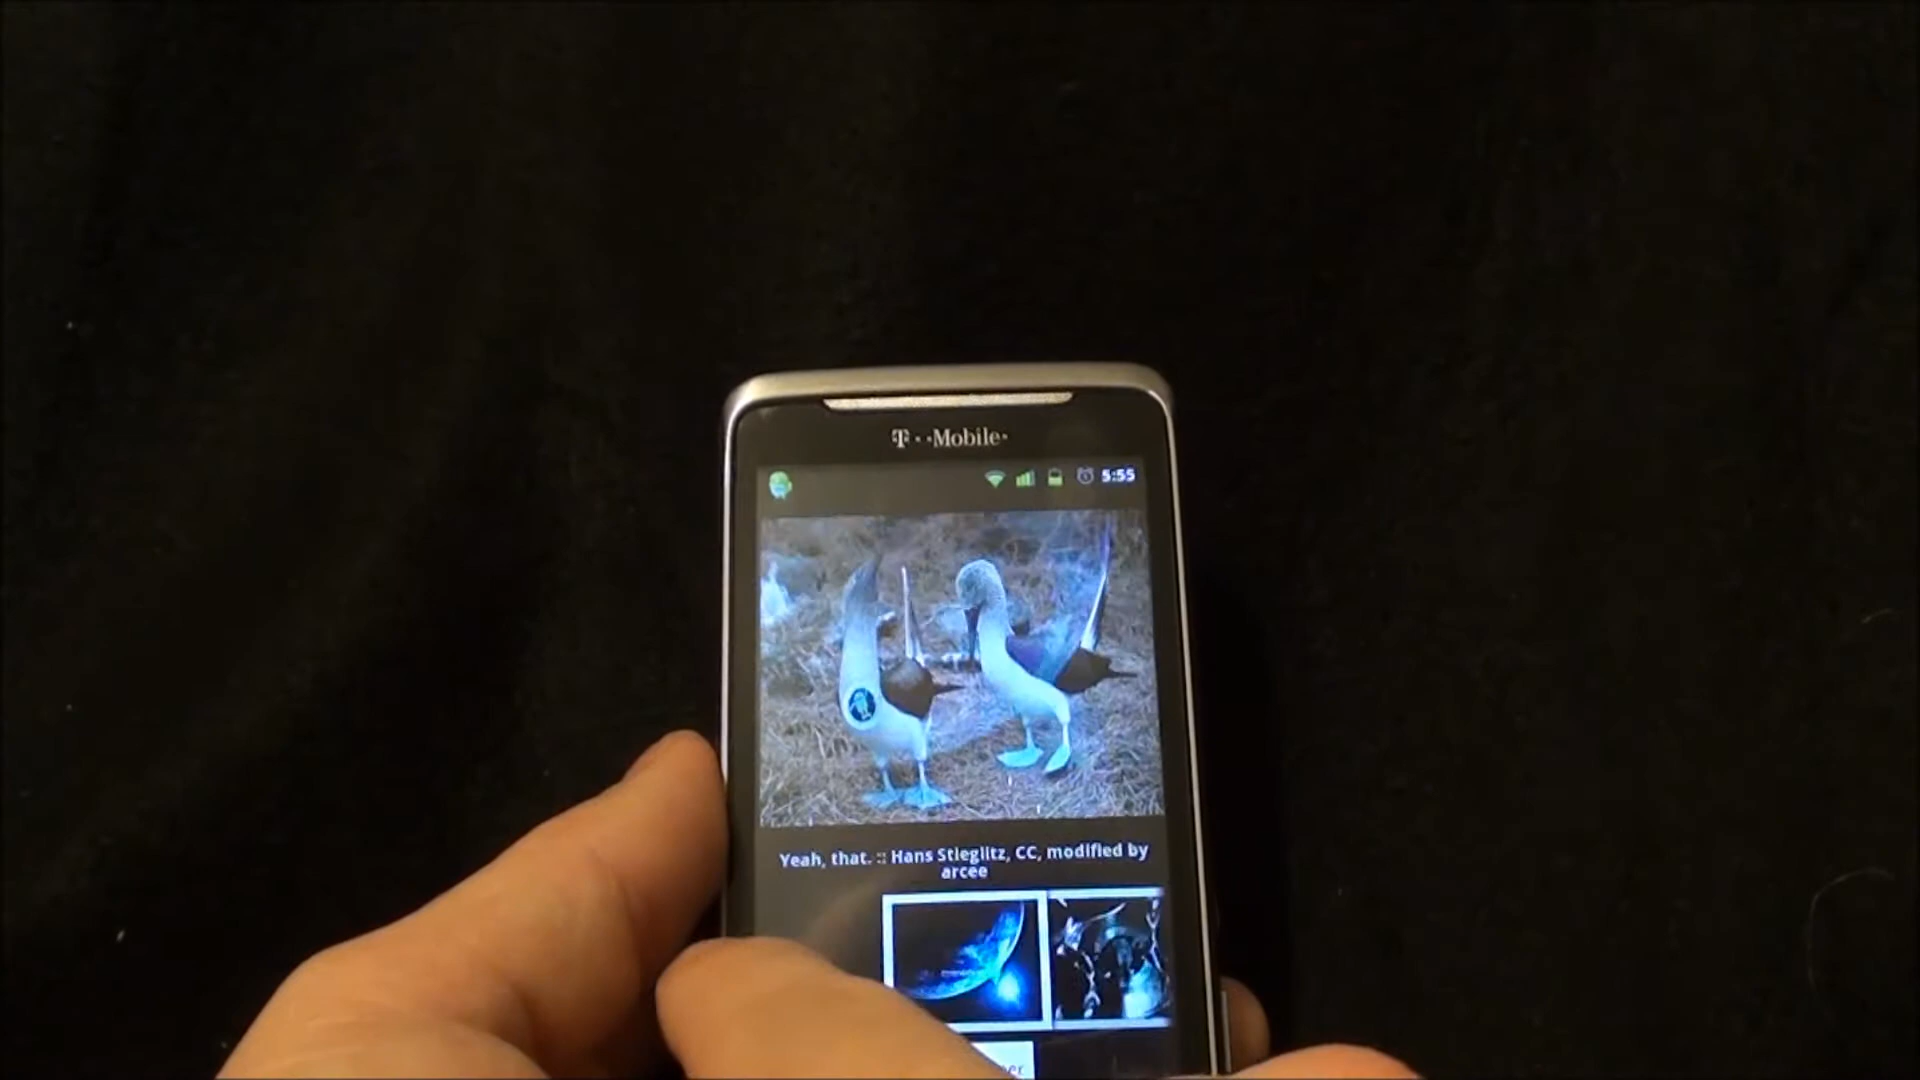 T··Mobile·
5:55
Yeah, that. :: Hans Stieglitz, CC, modified by
arcee